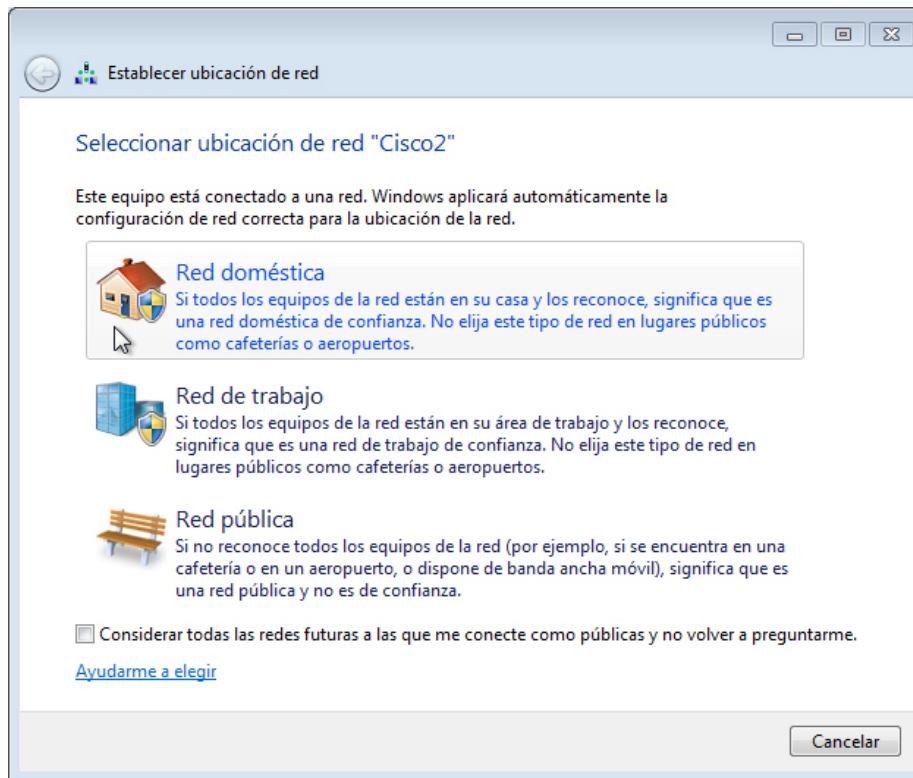 Establecer ubicación de red
Seleccionar ubicación de red "Cisco2"
Este equipo está conectado a una red. Windows aplicará automáticamente la
configuración de red correcta para la ubicación de la red.
Red doméstica
Si todos los equipos de la red están en su casa y los reconoce, significa que es
una red doméstica de confianza. No elija este tipo de red en lugares públicos
como cafeterías o aeropuertos.
Red de trabajo
Si todos los equipos de la red están en su área de trabajo y los reconoce,
significa que es una red de trabajo de confianza. No elija este tipo de red en
lugares públicos como cafeterías o aeropuertos.
Red pública
Si no reconoce todos los equipos de la red (por ejemplo, si se encuentra en una
cafetería o en un aeropuerto, o dispone de banda ancha móvil), significa que es
una red pública y no es de confianza.
Considerar todas las redes futuras a las que me conecte como públicas y no volver a preguntarme.
Ayudarme a elegir
Cancelar